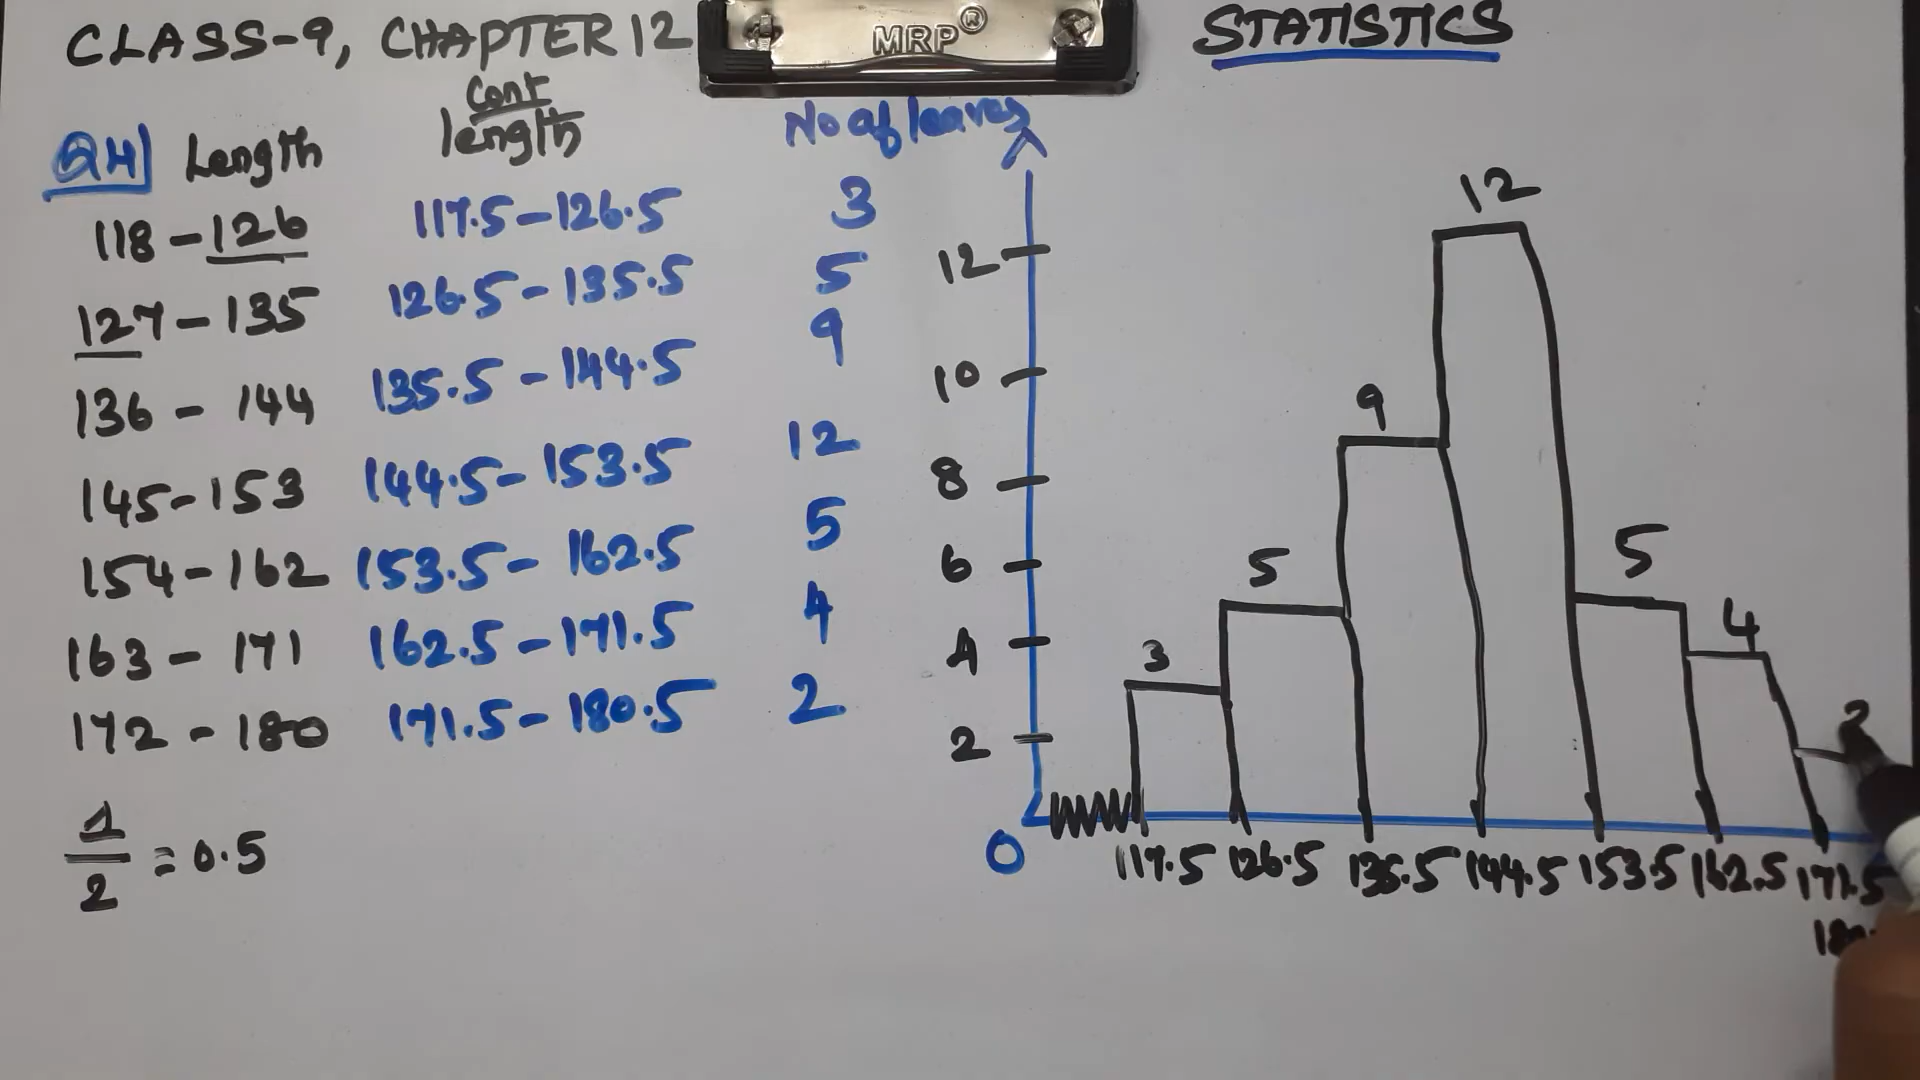 CLASS-9, CHAPTER 12
MRP®
STATISTICS
Q4) Length
Cont length
No of leaves
118-126 117.5-126.5 3
127-135 126.5-135.5 5
136-144 135.5-144.5 9
145-153 144.5-153.5 12
154-162 153.5-162.5 5
163-171 162.5-171.5 4
172-180 171.5-180.5 2
1/2 = 0.5
12
10
8
6
4
2
0
3
5
9
12
5
4
2
117.5 126.5 135.5 144.5 153.5 162.5 171.5